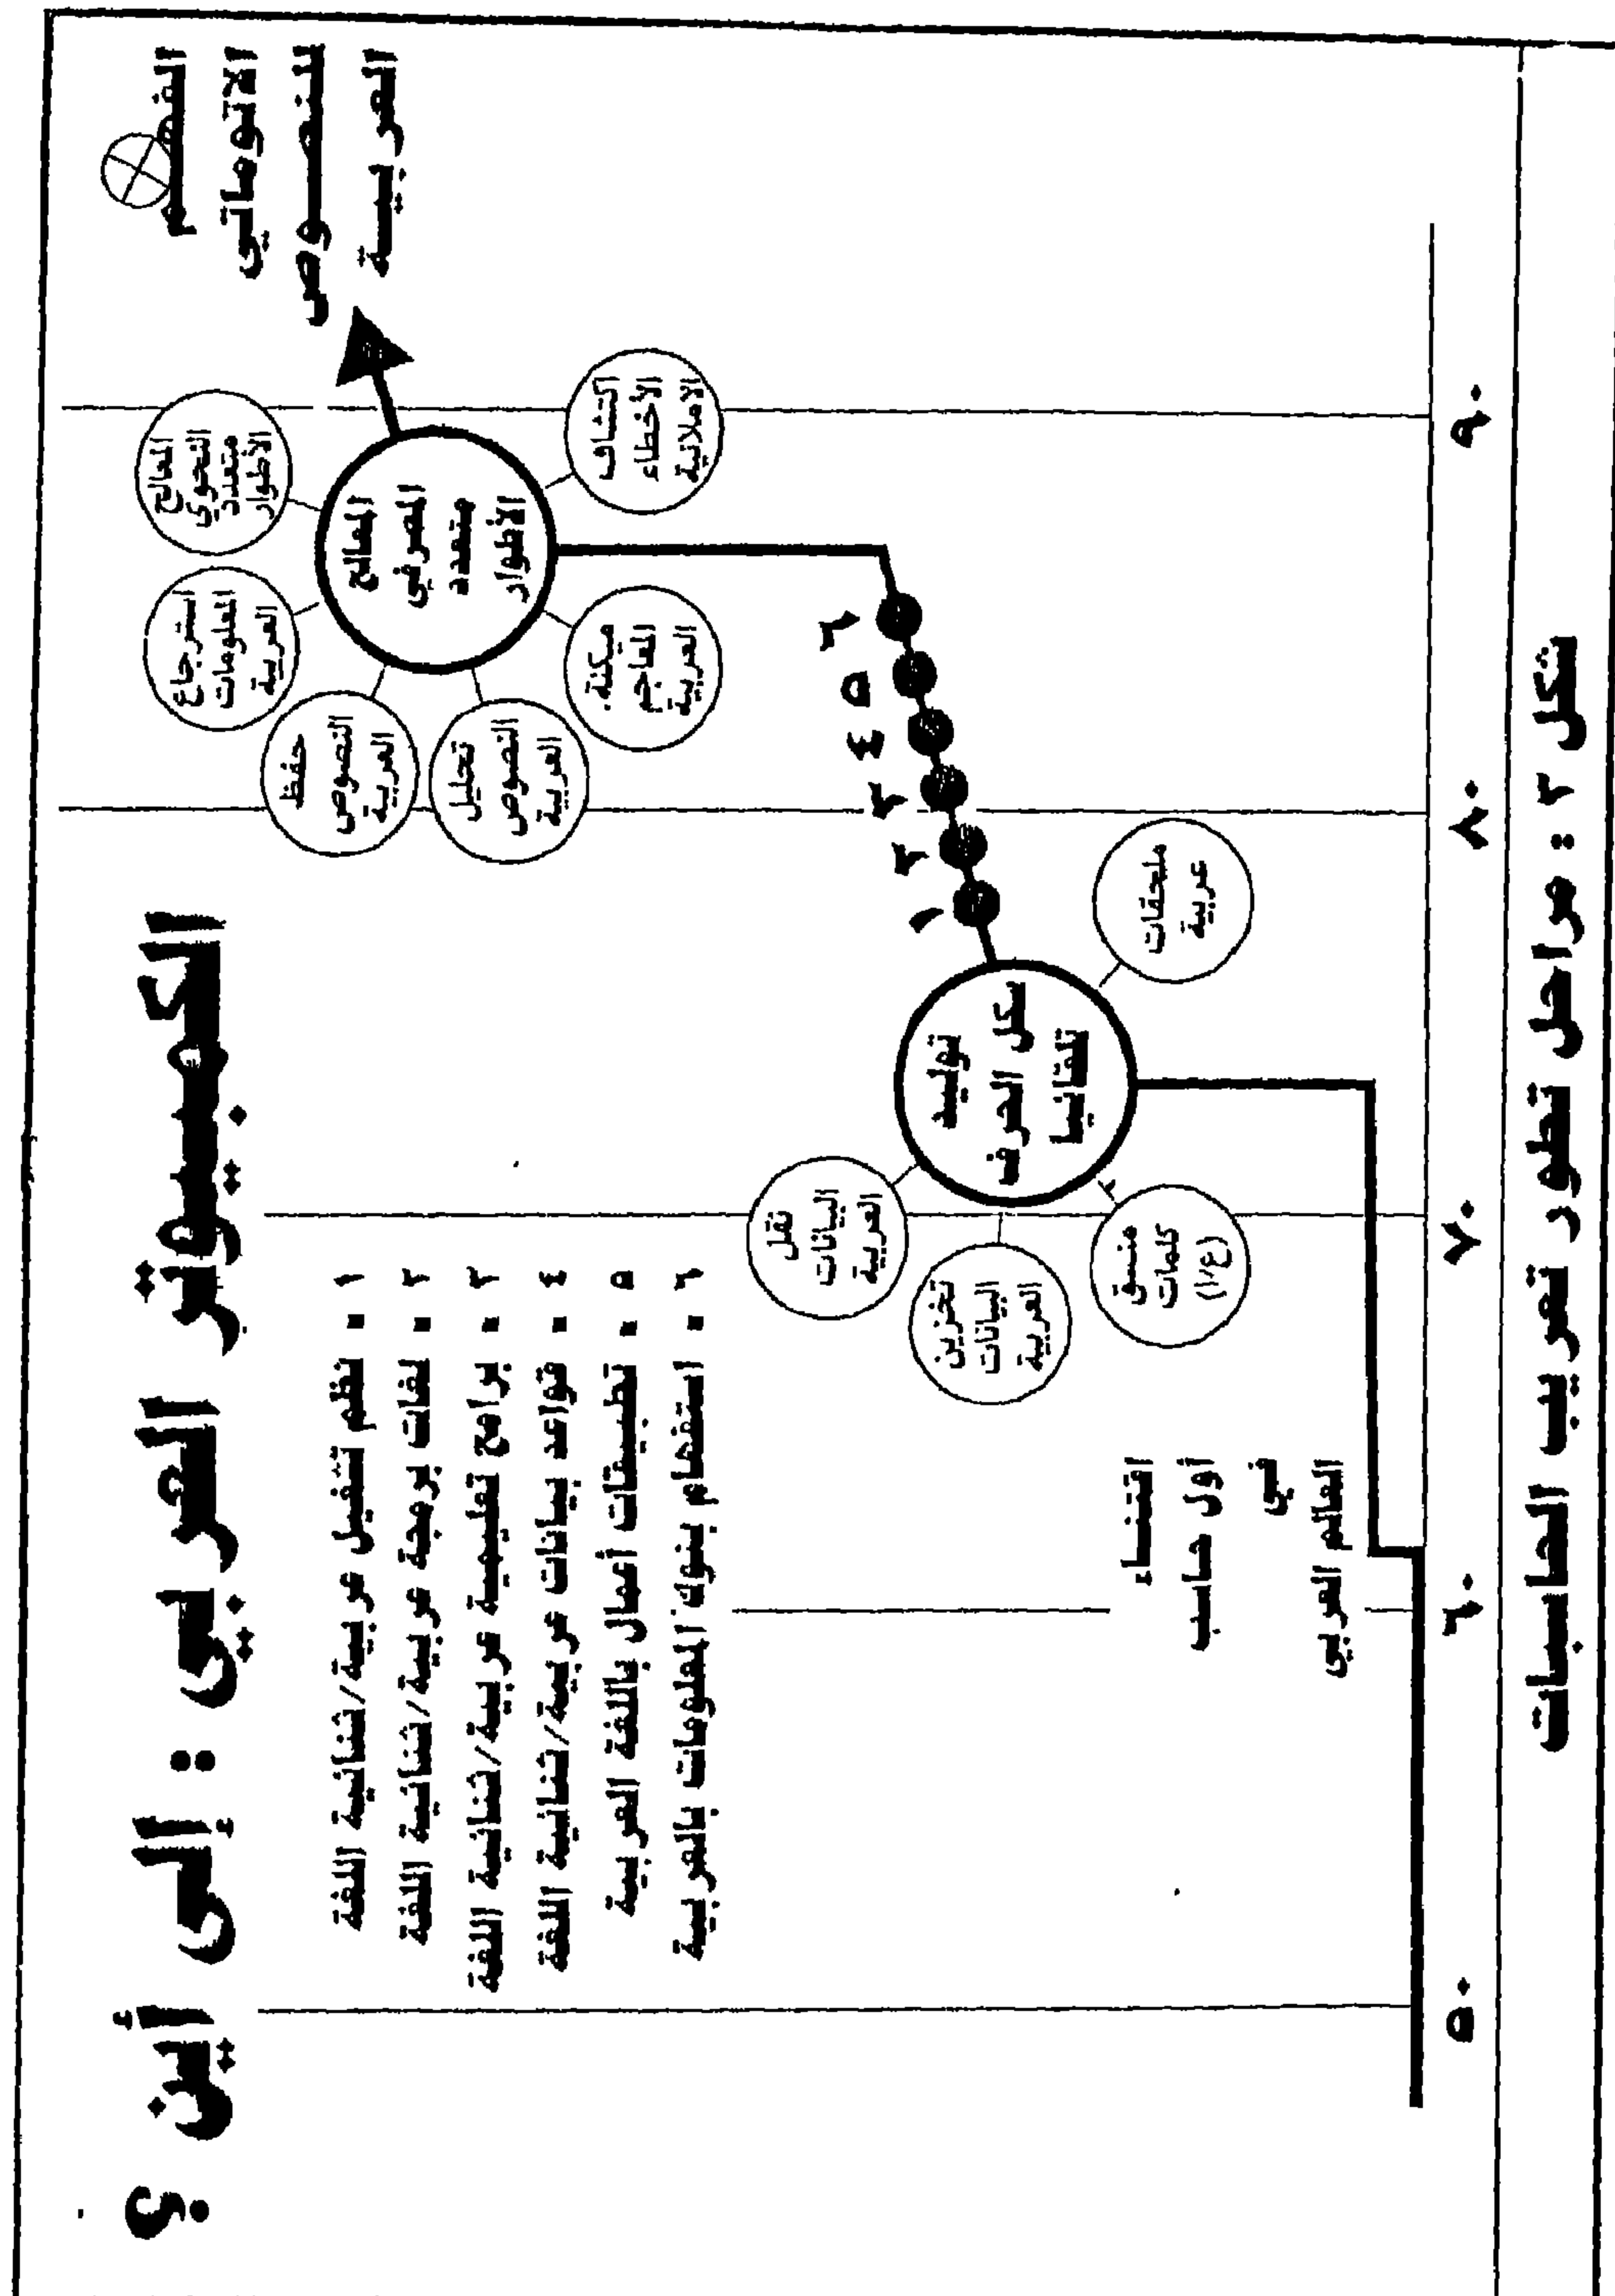 الكمبيوتر العربي : إلى أين ؟
١ - نظم تشغيل عربية/ثنائية اللغة
٢ - لغات برمجة عربية/ثنائية اللغة
٣ - برامج تعليمية عربية/ثنائية اللغة
٤ - قواعد بيانات عربية/ثنائية اللغة
٥ - تطبيقات أعمال باللغة العربية
٦ - استفهام بنوك المعلومات بالعربية
الفهم
الاتوماتي
للنصوص
العربية
المعالج
النحوي
متعدد
الأطوار
استرجاع
المعلومات
العربية
حفظ
النصوص
العربية
تحليل
النصوص
العربية
ميكنة
المعاجم
العربية
اكتشاف
الأخطاء
الاملائية
المعالج
الصرفي
متعدد
الأطوار
١ ٢ ٣ ٤ ٥ ٦
توليد
شكل الحرف
تلقائيا
ملحقات
عربية
نقل
البيانات
العربية
تخزين
البيانات
العربية
منسق
كلمات
(ع/ا)
اقتناء
أول حاسب
في
العالم العربي
٥٠ ٦٠ ٧٠ ٨٠ ٩٠
شكل ٢ : مراحل تطور تعريب الحاسبات